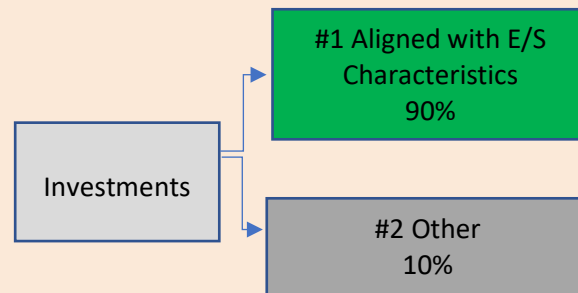 #1 Aligned with E/S
Characteristics
90%
Investments
#2 Other
10%